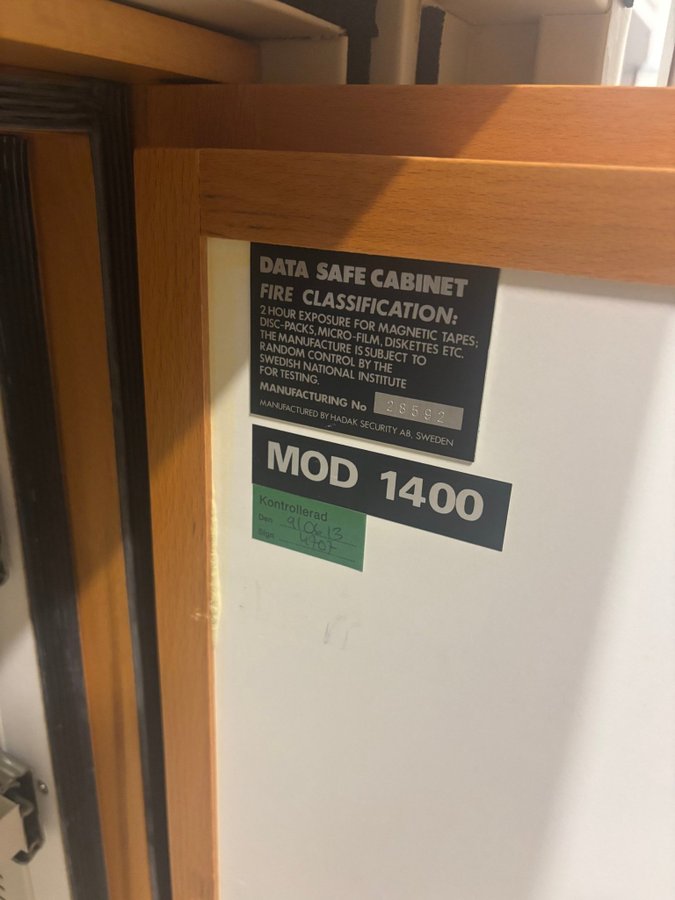 DATA SAFE CABINET
FIRE CLASSIFICATION:
2 HOUR EXPOSURE FOR MAGNETIC TAPES;
DISC-PACKS, MICRO-FILM, DISKETTES ETC.
THE MANUFACTURE IS SUBJECT TO
RANDOM CONTROL BY THE
SWEDISH NATIONAL INSTITUTE
FOR TESTING.
MANUFACTURING No 28592
MANUFACTURED BY HADAK SECURITY AB, SWEDEN
MOD 1400
Kontrollerad
Den 910613
Sign 4707